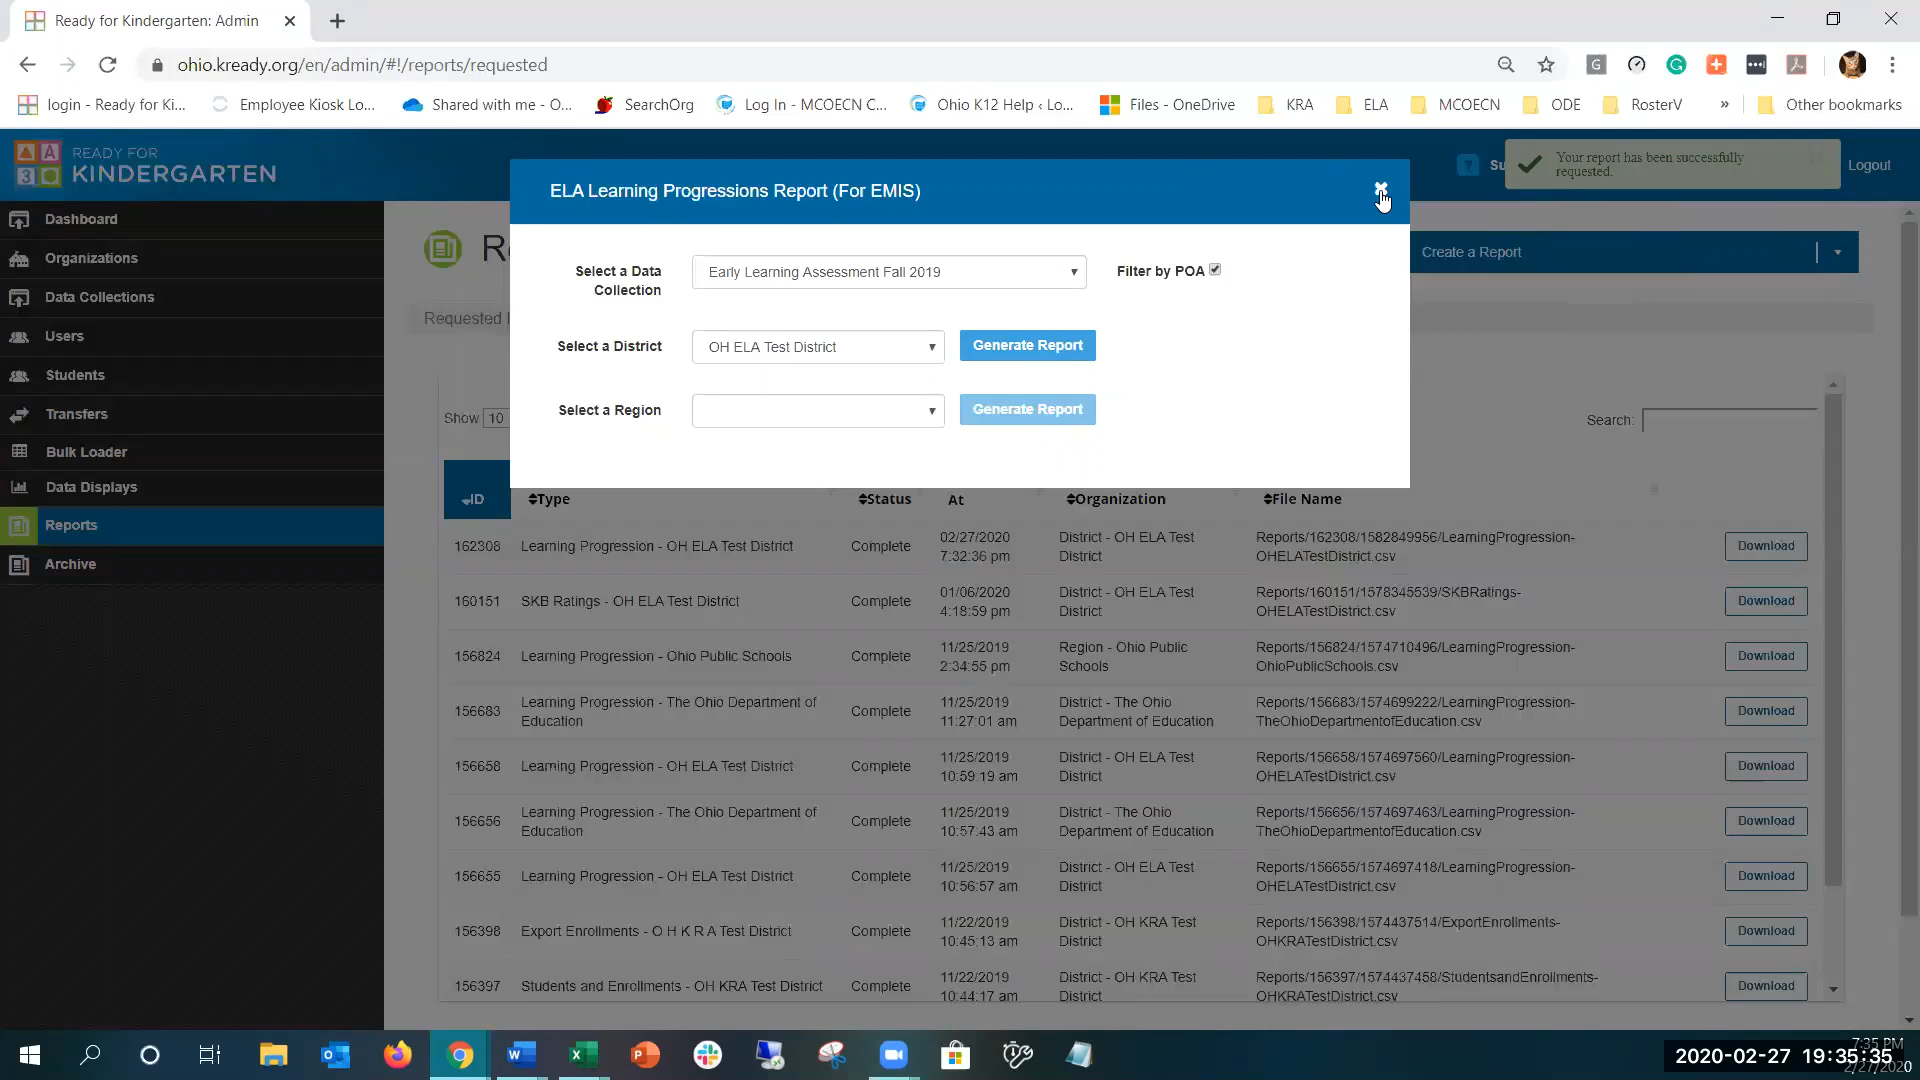 Ready for Kindergarten: Admin
ohio.kready.org/en/admin/#!/reports/requested
login - Ready for Ki...
Employee Kiosk Lo...
Shared with me - O...
SearchOrg
Log In - MCOECN C...
Ohio K12 Help ‹ Lo...
Files - OneDrive
KRA
ELA
MCOECN
ODE
RosterV
»
Other bookmarks
READY FOR
KINDERGARTEN
?
Su
Your report has been successfully
requested.
Logout
Dashboard
Organizations
Data Collections
Users
Students
Transfers
Bulk Loader
Data Displays
Reports
Archive
Create a Report
Requested
ELA Learning Progressions Report (For EMIS)
Select a Data
Collection
Early Learning Assessment Fall 2019
Filter by POA
Select a District
OH ELA Test District
Generate Report
Select a Region
Generate Report
Show 10
Search:
ID Type Status At Organization File Name
162308 Learning Progression - OH ELA Test District Complete 02/27/2020
7:32:36 pm District - OH ELA Test
District Reports/162308/1582849956/LearningProgression-
OHELATestDistrict.csv Download
160151 SKB Ratings - OH ELA Test District Complete 01/06/2020
4:18:59 pm District - OH ELA Test
District Reports/160151/1578345539/SKBRatings-
OHELATestDistrict.csv Download
156824 Learning Progression - Ohio Public Schools Complete 11/25/2019
2:34:55 pm Region - Ohio Public
Schools Reports/156824/1574710496/LearningProgression-
OhioPublicSchools.csv Download
156683 Learning Progression - The Ohio Department of
Education Complete 11/25/2019
11:27:01 am District - The Ohio
Department of Education Reports/156683/1574699222/LearningProgression-
TheOhioDepartmentofEducation.csv Download
156658 Learning Progression - OH ELA Test District Complete 11/25/2019
10:59:19 am District - OH ELA Test
District Reports/156658/1574697560/LearningProgression-
OHELATestDistrict.csv Download
156656 Learning Progression - The Ohio Department of
Education Complete 11/25/2019
10:57:43 am District - The Ohio
Department of Education Reports/156656/1574697463/LearningProgression-
TheOhioDepartmentofEducation.csv Download
156655 Learning Progression - OH ELA Test District Complete 11/25/2019
10:56:57 am District - OH ELA Test
District Reports/156655/1574697418/LearningProgression-
OHELATestDistrict.csv Download
156398 Export Enrollments - O H K R A Test District Complete 11/22/2019
10:45:13 am District - OH KRA Test
District Reports/156398/1574437514/ExportEnrollments-
OHKRATestDistrict.csv Download
156397 Students and Enrollments - OH KRA Test District Complete 11/22/2019
10:44:17 am District - OH KRA Test
District Reports/156397/1574437458/StudentsandEnrollments-
OHKRATestDistrict.csv Download
7:35 PM
2020-02-27 19:35:35
2/27/2020